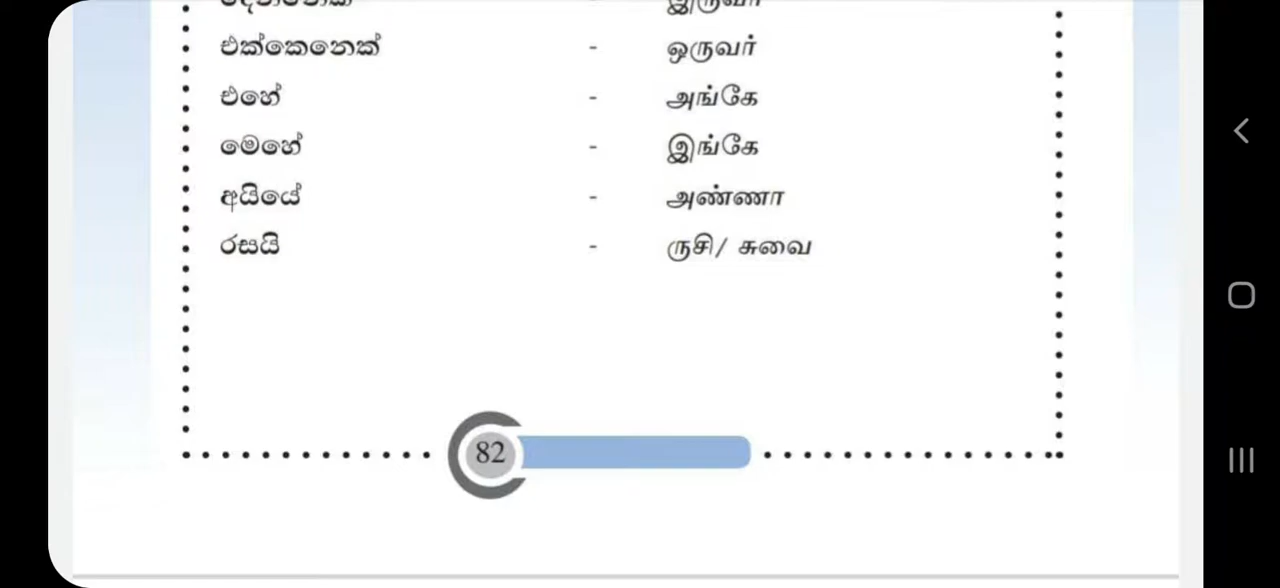 එක්කෙනෙක් - ஒருவர்
එහේ - அங்கே
මෙහේ - இங்கே
අයියේ - அண்ணா
රසයි - ருசி/ சுவை
82